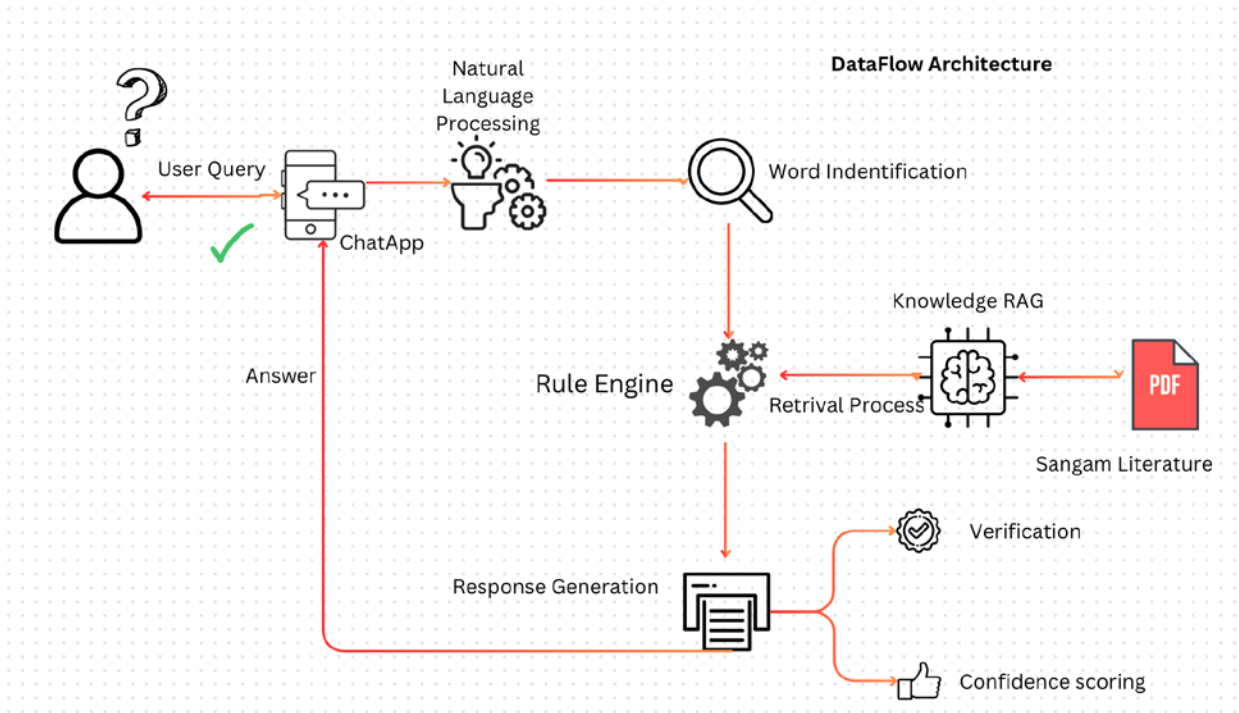 DataFlow Architecture
Natural
Language
Processing
User Query
Word Indentification
ChatApp
Knowledge RAG
Answer
Rule Engine
Retrival Process
PDF
Sangam Literature
Verification
Response Generation
Confidence scoring